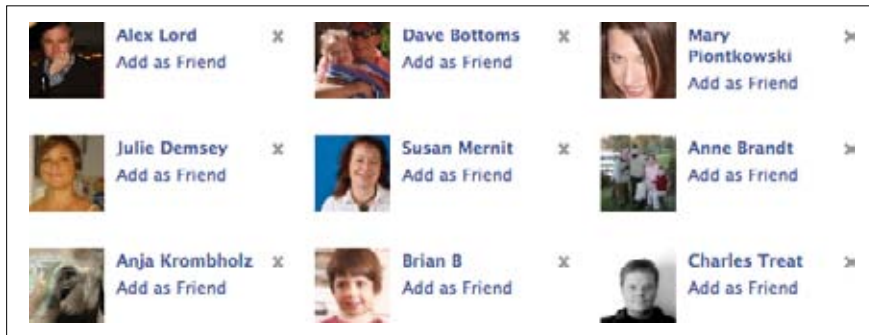 Alex Lord
Add as Friend
Dave Bottoms
Add as Friend
Mary
Piontkowski
Add as Friend
Julie Demsey
Add as Friend
Susan Mernit
Add as Friend
Anne Brandt
Add as Friend
Anja Krombholz
Add as Friend
Brian B
Add as Friend
Charles Treat
Add as Friend